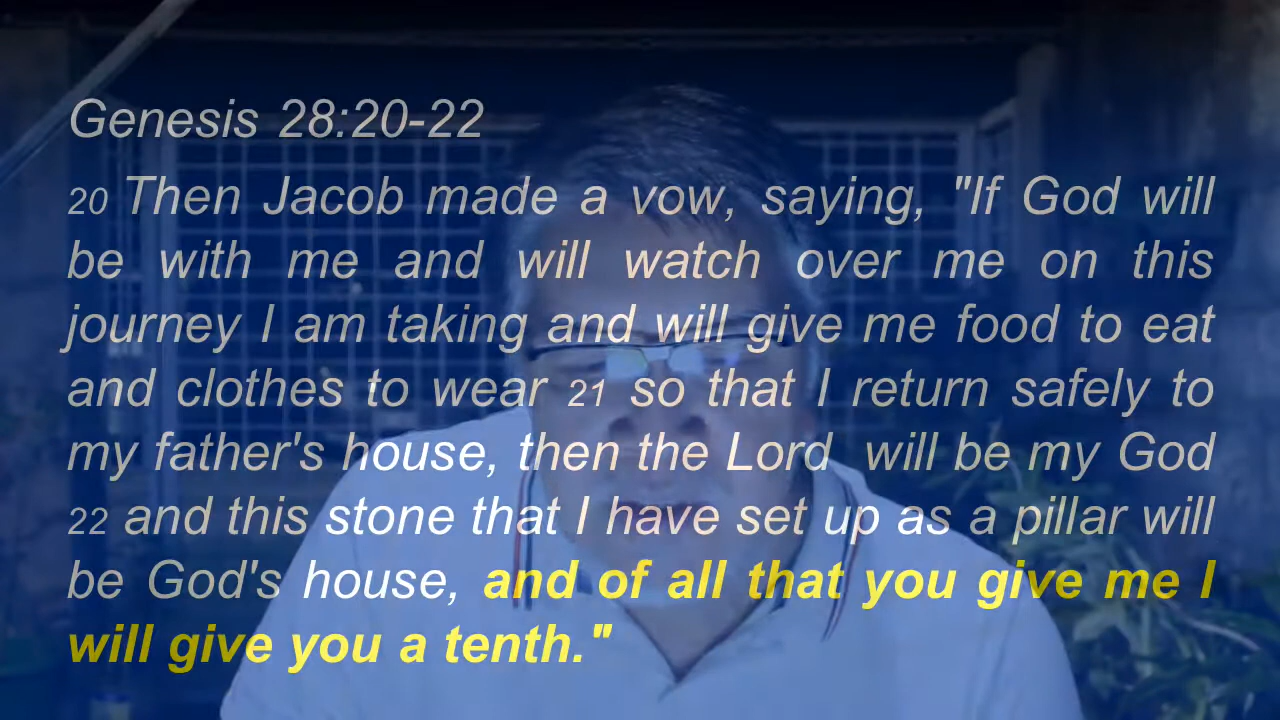 Genesis 28:20-22
20 Then Jacob made a vow, saying, "If God will
be with me and will watch over me on this
journey I am taking and will give me food to eat
and clothes to wear 21 so that I return safely to
my father's house, then the Lord will be my God
22 and this stone that I have set up as a pillar will
be God's house, and of all that you give me I
will give you a tenth."